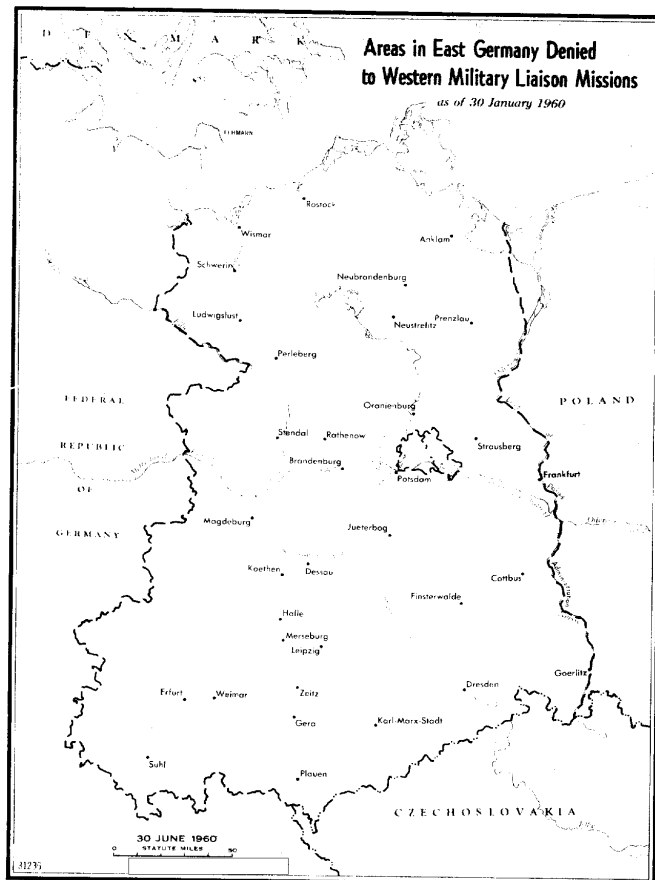 DENMARK
Areas in East Germany Denied
to Western Military Liaison Missions
as of 30 January 1960
FEHMARN
Rostock
Wismar
Anklam
Schwerin
Neubrandenburg
Ludwigslust
Neustrelitz
Prenzlau
Perleberg
FEDERAL
POLAND
Oranienburg
REPUBLIC
Stendal
Rathenow
Strausberg
Brandenburg
Potsdam
Frankfurt
OF
Magdeburg
GERMANY
Jueterbog
Koethen
Dessau
Cottbus
Administration
Finsterwalde
Halle
Merseburg
Leipzig
Goerlitz
Erfurt
Weimar
Zeitz
Dresden
Gera
Karl-Marx-Stadt
Suhl
Plauen
CZECHOSLOVAKIA
30 JUNE 1960
STATUTE MILES
0 50
31235